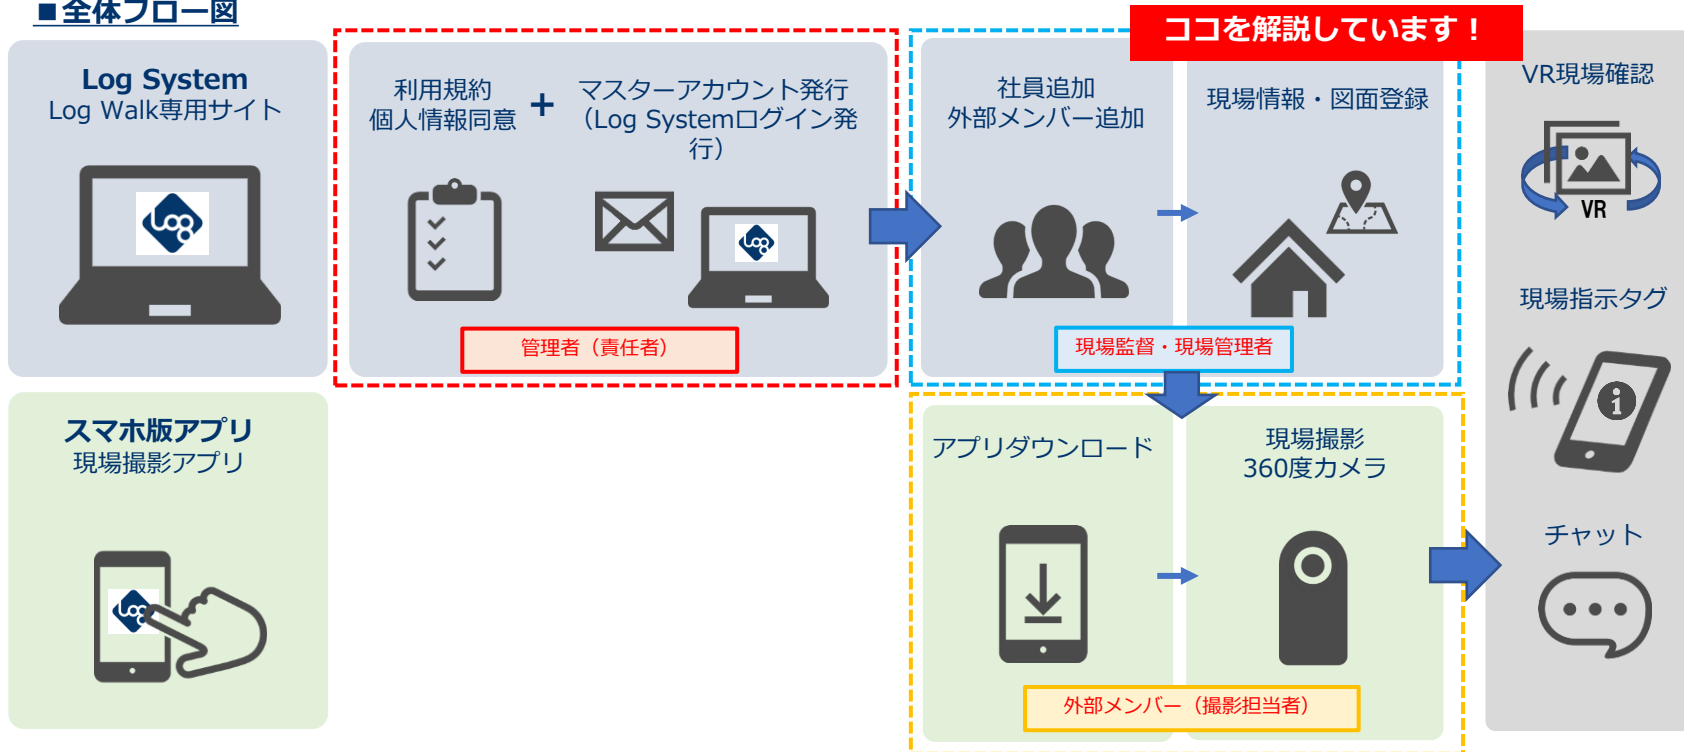 ■全体フロー図
ココを解説しています！
Log System
Log Walk専用サイト
利用規約
個人情報同意
+
マスターアカウント発行
（Log Systemログイン発
行）
管理者（責任者）
社員追加
外部メンバー追加
現場情報・図面登録
現場監督・現場管理者
スマホ版アプリ
現場撮影アプリ
アプリダウンロード
現場撮影
360度カメラ
外部メンバー（撮影担当者）
VR現場確認
VR
現場指示タグ
チャット
Log
Log
Log